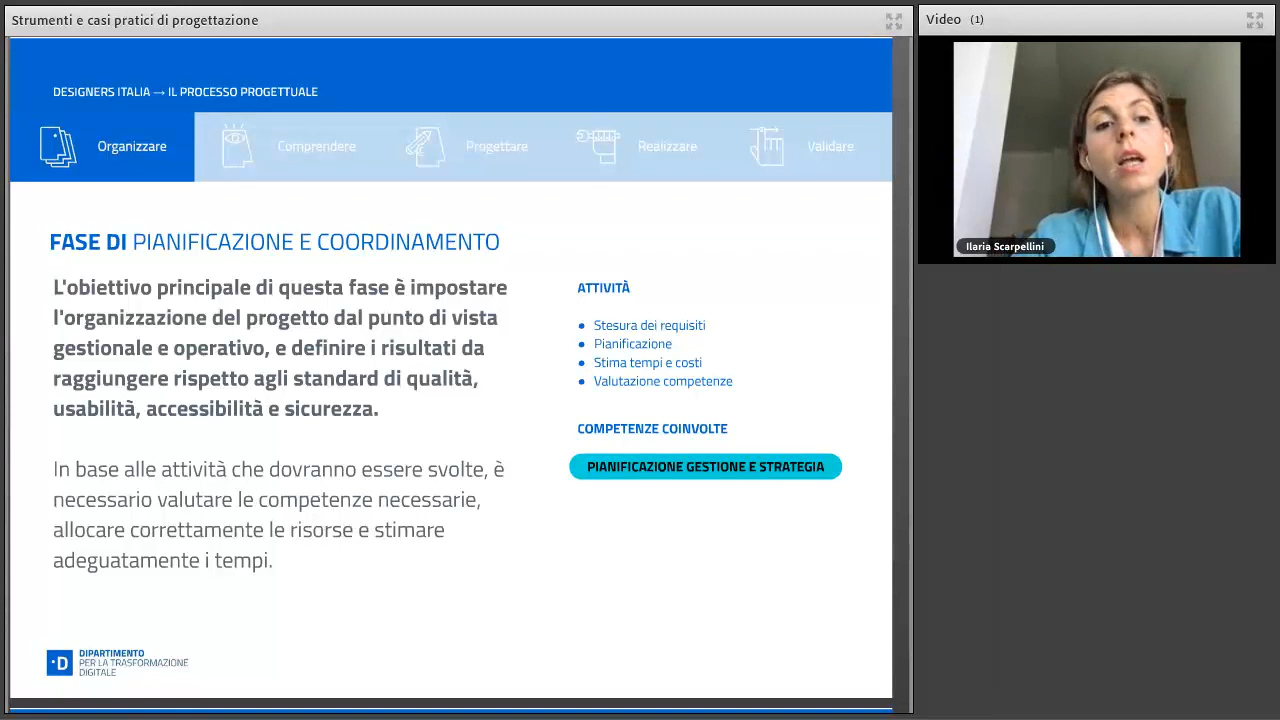 Strumenti e casi pratici di progettazione
Video (1)
DESIGNERS ITALIA → IL PROCESSO PROGETTUALE
Organizzare
Comprendere
Progettare
Realizzare
Validare
Ilaria Scarpellini
FASE DI PIANIFICAZIONE E COORDINAMENTO
L'obiettivo principale di questa fase è impostare
l'organizzazione del progetto dal punto di vista
gestionale e operativo, e definire i risultati da
raggiungere rispetto agli standard di qualità,
usabilità, accessibilità e sicurezza.
In base alle attività che dovranno essere svolte, è
necessario valutare le competenze necessarie,
allocare correttamente le risorse e stimare
adeguatamente i tempi.
ATTIVITÀ
● Stesura dei requisiti
● Pianificazione
● Stima tempi e costi
● Valutazione competenze
COMPETENZE COINVOLTE
PIANIFICAZIONE GESTIONE E STRATEGIA
·D
DIPARTIMENTO
PER LA TRASFORMAZIONE
DIGITALE